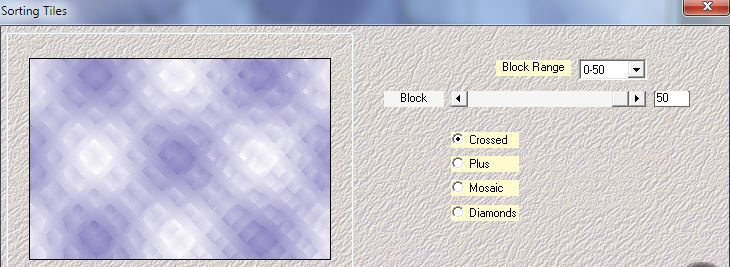 Sorting Tiles
Block Range 0-50
Block 50
Crossed
Plus
Mosaic
Diamonds